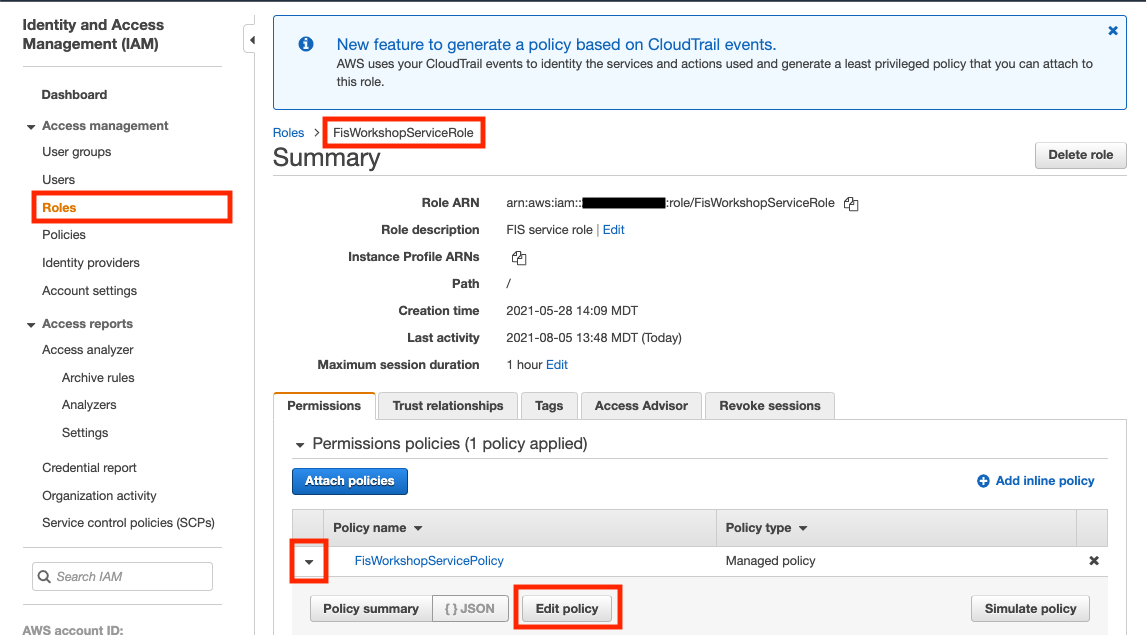 Identity and Access
Management (IAM)
Dashboard
Access management
User groups
Users
Roles
Policies
Identity providers
Account settings
Access reports
Access analyzer
Archive rules
Analyzers
Settings
Credential report
Organization activity
Service control policies (SCPs)
Search IAM
AWS account ID:
New feature to generate a policy based on CloudTrail events.
AWS uses your CloudTrail events to identify the services and actions used and generate a least privileged policy that you can attach to
this role.
Roles > FisWorkshopServiceRole
Summary
Delete role
Role ARN arn:aws:iam:: :role/FisWorkshopServiceRole
Role description FIS service role | Edit
Instance Profile ARNs
Path /
Creation time 2021-05-28 14:09 MDT
Last activity 2021-08-05 13:48 MDT (Today)
Maximum session duration 1 hour Edit
Permissions Trust relationships Tags Access Advisor Revoke sessions
Permissions policies (1 policy applied)
Attach policies Add inline policy
Policy name Policy type
FisWorkshopServicePolicy Managed policy
Policy summary { } JSON Edit policy Simulate policy